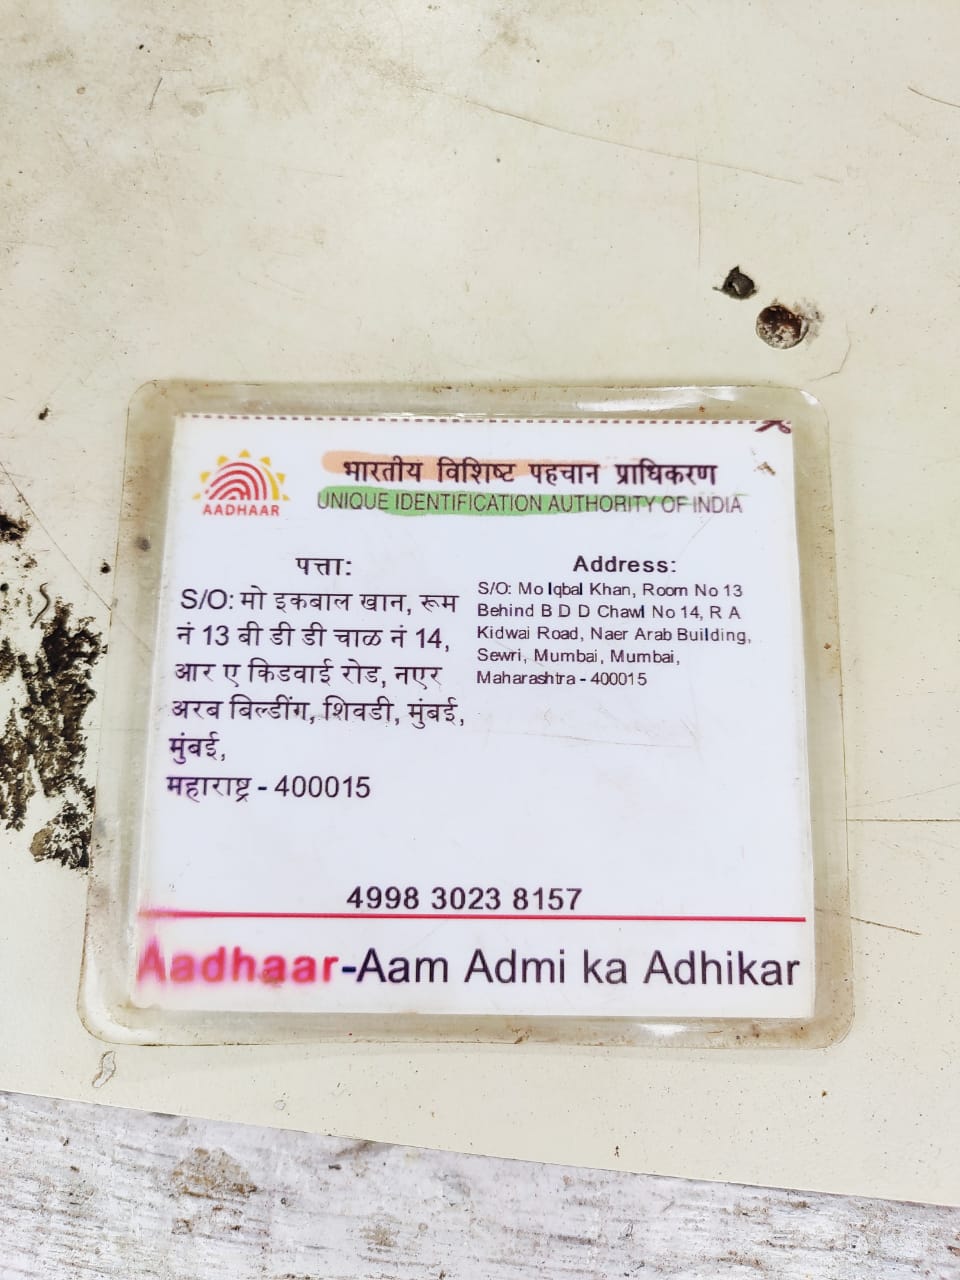 भारतीय विशिष्ट पहचान प्राधिकरण
AADHAAR
UNIQUE IDENTIFICATION AUTHORITY OF INDIA
पत्ता:
S/O: मो इकबाल खान, रूम
नं 13 बी डी डी चाळ नं 14,
आर ए किडवाई रोड, नएर
अरब बिल्डींग, शिवडी, मुंबई,
मुंबई,
महाराष्ट्र - 400015
Address:
S/O: Mo Iqbal Khan, Room No 13
Behind B D D Chawl No 14, R A
Kidwai Road, Naer Arab Building,
Sewri, Mumbai, Mumbai,
Maharashtra - 400015
4998 3023 8157
Aadhaar-Aam Admi ka Adhikar